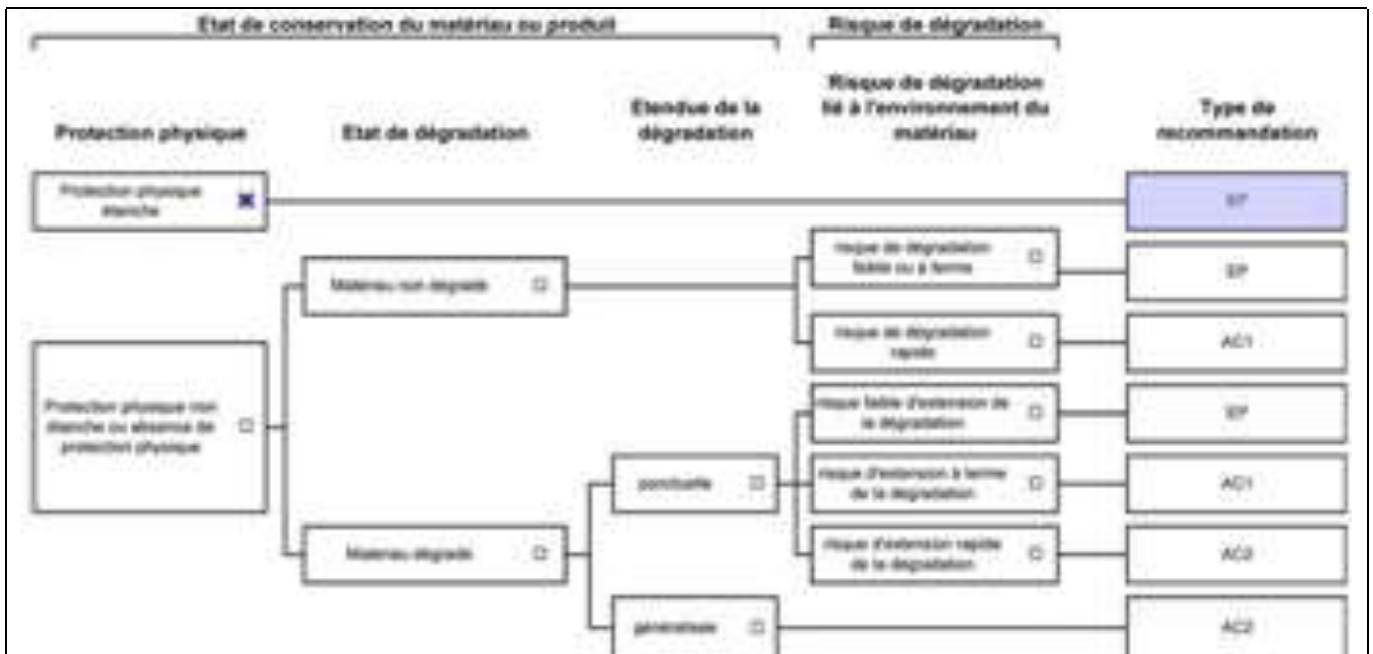 Etat de conservation du matériau ou produit
Risque de dégradation
Protection physique
Etat de dégradation
Etendue de la
dégradation
Risque de dégradation
lié à l'environnement du
matériau
Type de
recommandation
Protection physique
étanche
EP
risque de dégradation
faible ou à terme
EP
Matériau non dégradé
risque de dégradation
rapide
AC1
Protection physique non
étanche ou absence de
protection physique
risque faible d'extension de
la dégradation
EP
ponctuelle
risque d'extension à terme
de la dégradation
AC1
Matériau dégradé
risque d'extension rapide
de la dégradation
AC2
généralisée
AC2